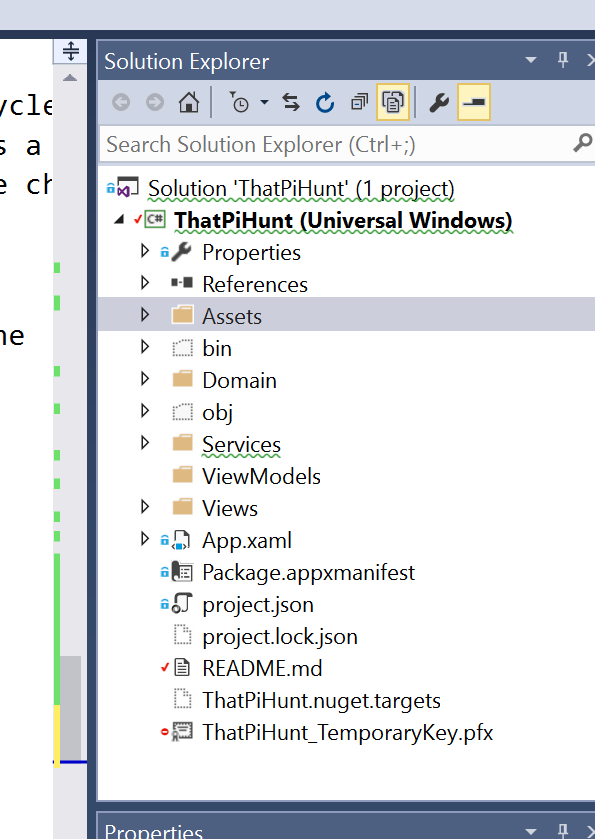 Solution Explorer
ycle
s a
Search Solution Explorer (Ctrl+;)
e ch
Solution 'ThatPiHunt' (1 project)
C# ThatPiHunt (Universal Windows)
Properties
References
Assets
ne
bin
Domain
obj
Services
ViewModels
Views
App.xaml
Package.appxmanifest
project.json
project.lock.json
README.md
ThatPiHunt.nuget.targets
ThatPiHunt_TemporaryKey.pfx
Properties